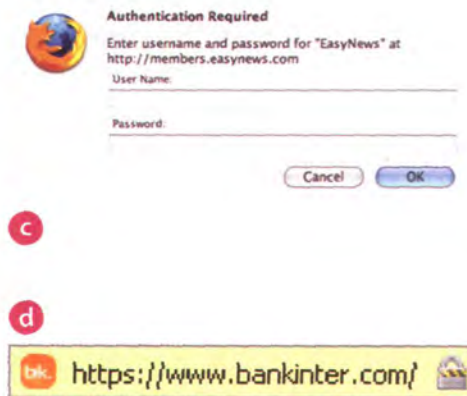 Authentication Required
Enter username and password for "EasyNews" at
http://members.easynews.com
User Name:
Password:
Cancel OK
c
d
bk. https://www.bankinter.com/